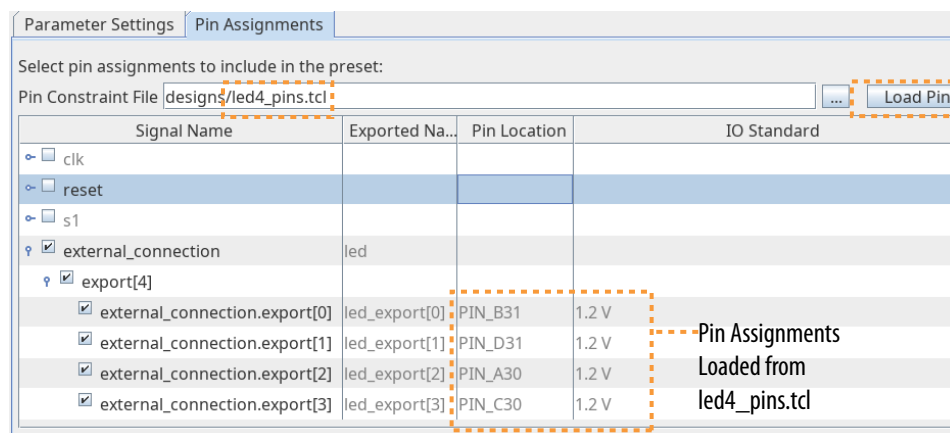 Parameter Settings Pin Assignments
Select pin assignments to include in the preset:
Pin Constraint File designs/led4_pins.tcl ... Load Pin
Signal Name Exported Na... Pin Location IO Standard
clk
reset
s1
external_connection led
export[4]
external_connection.export[0] led_export[0] PIN_B31 1.2 V
external_connection.export[1] led_export[1] PIN_D31 1.2 V
external_connection.export[2] led_export[2] PIN_A30 1.2 V
external_connection.export[3] led_export[3] PIN_C30 1.2 V
Pin Assignments
Loaded from
led4_pins.tcl